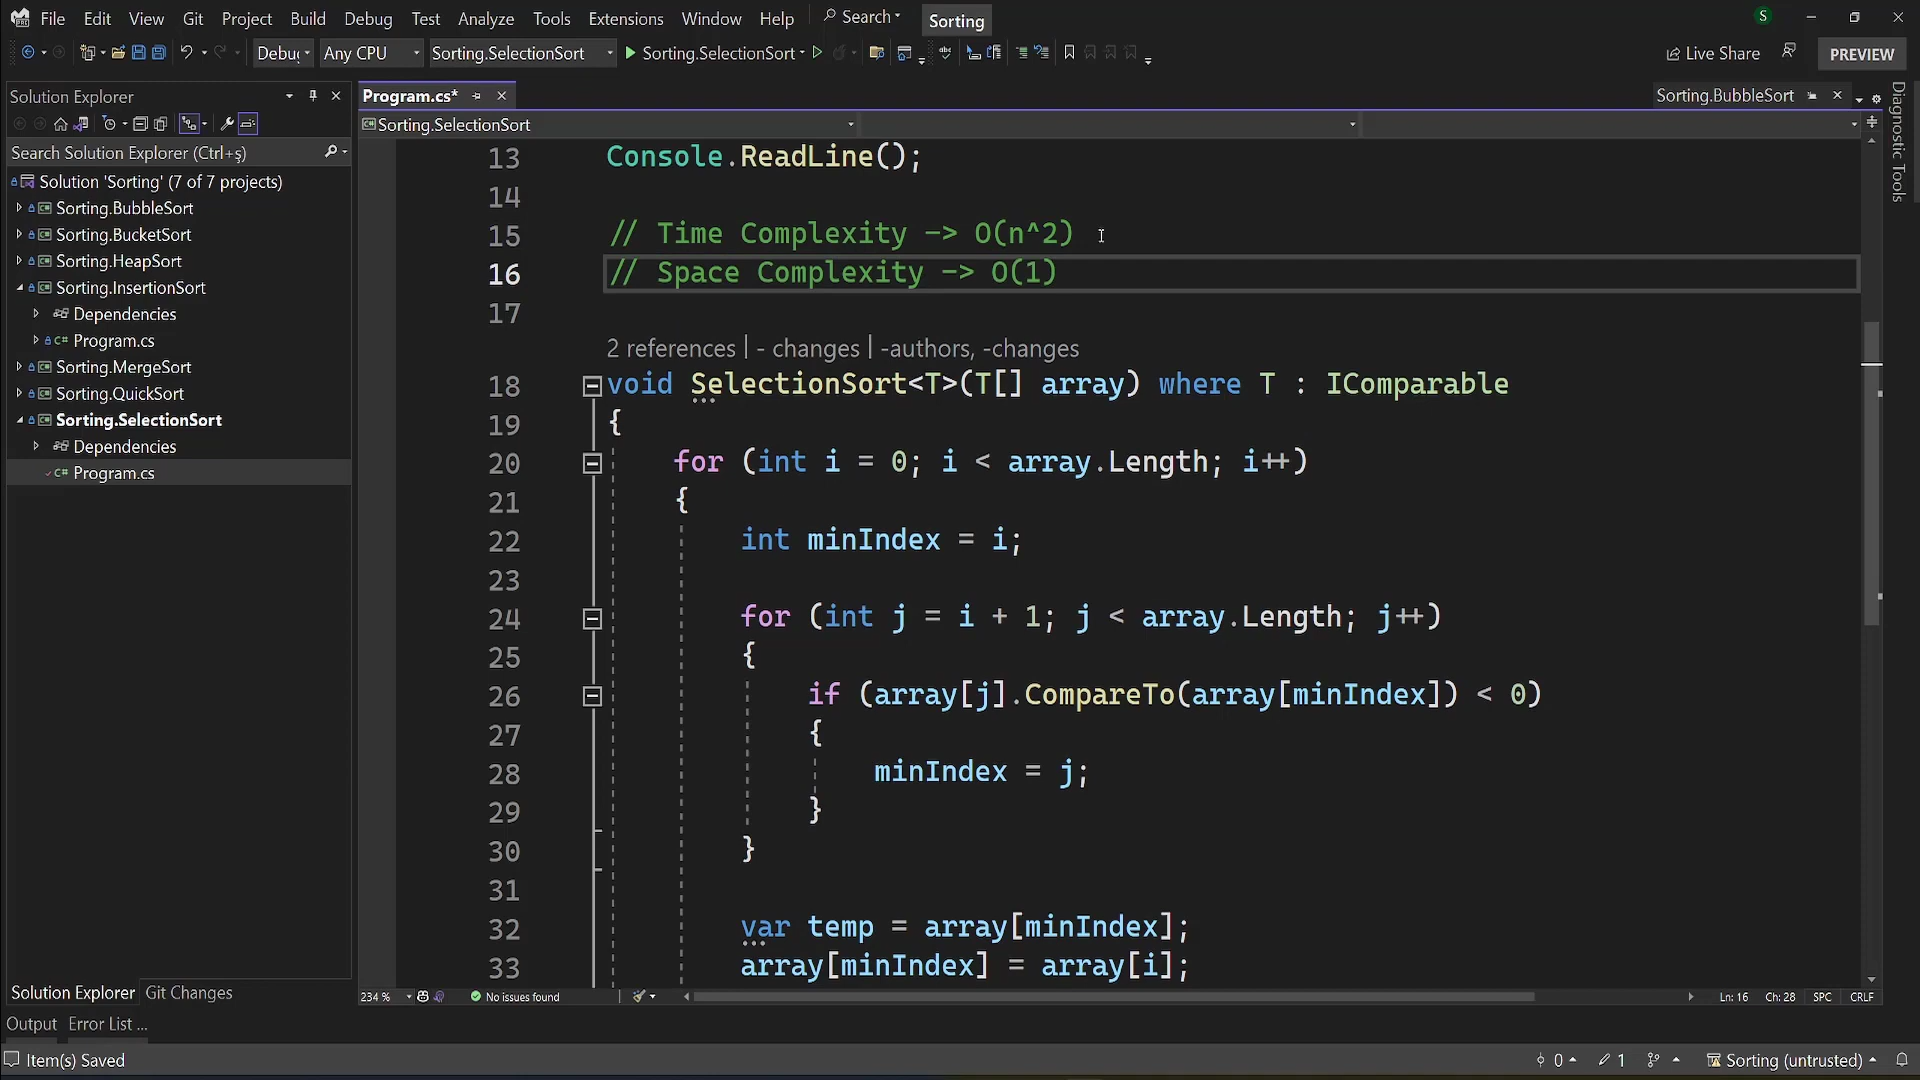 File Edit View Git Project Build Debug Test Analyze Tools Extensions Window Help Search Sorting S
Debug Any CPU Sorting.SelectionSort Sorting.SelectionSort Live Share PREVIEW
Solution Explorer
Search Solution Explorer (Ctrl+ş)
Solution 'Sorting' (7 of 7 projects)
Sorting.BubbleSort
Sorting.BucketSort
Sorting.HeapSort
Sorting.InsertionSort
Dependencies
C# Program.cs
Sorting.MergeSort
Sorting.QuickSort
Sorting.SelectionSort
Dependencies
C# Program.cs
Solution Explorer Git Changes
Program.cs* Sorting.BubbleSort
Sorting.SelectionSort
13 Console.ReadLine();
14
15 // Time Complexity -> O(n^2)
16 // Space Complexity -> O(1)
17
2 references | - changes | -authors, -changes
18 void SelectionSort<T>(T[] array) where T : IComparable
19 {
20 for (int i = 0; i < array.Length; i++)
21 {
22 int minIndex = i;
23
24 for (int j = i + 1; j < array.Length; j++)
25 {
26 if (array[j].CompareTo(array[minIndex]) < 0)
27 {
28 minIndex = j;
29 }
30 }
31
32 var temp = array[minIndex];
33 array[minIndex] = array[i];
234 % No issues found Ln: 16 Ch: 28 SPC CRLF
Diagnostic Tools
Output Error List ...
Item(s) Saved 0 1 Sorting (untrusted)